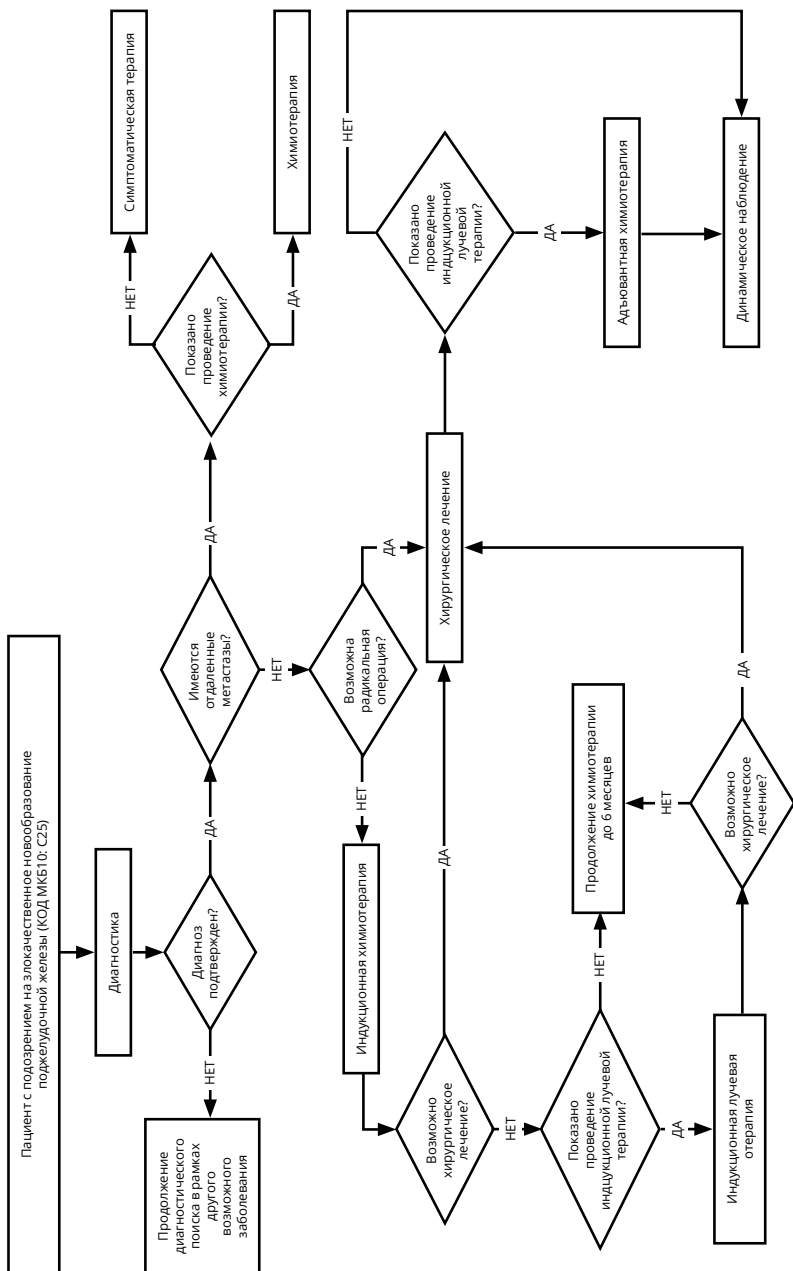 Пациент с подозрением на злокачественное новообразование
поджелудочной железы (КОД МКБ10: С25)
Диагностика
Диагноз
подтвержден?
НЕТ
Продолжение
диагностического
поиска в рамках
другого
возможного
заболевания
ДА
Имеются
отдаленные
метастазы?
ДА
Показано
проведение
химиотерапии?
НЕТ
Симптоматическая терапия
ДА
Химиотерапия
НЕТ
Возможна
радикальная
операция?
ДА
НЕТ
Индукционная химиотерапия
Возможно
хирургическое
лечение?
ДА
Хирургическое лечение
Показано
проведение
индцукционной
лучевой
терапии?
НЕТ
ДА
Адъювантная химиотерапия
Динамическое наблюдение
НЕТ
Показано
проведение
индцукционной лучевой
терапии?
НЕТ
Продолжение химиотерапии
до 6 месяцев
ДА
Индукционная лучевая
отерапия
Возможно
хирургическое
лечение?
НЕТ
ДА